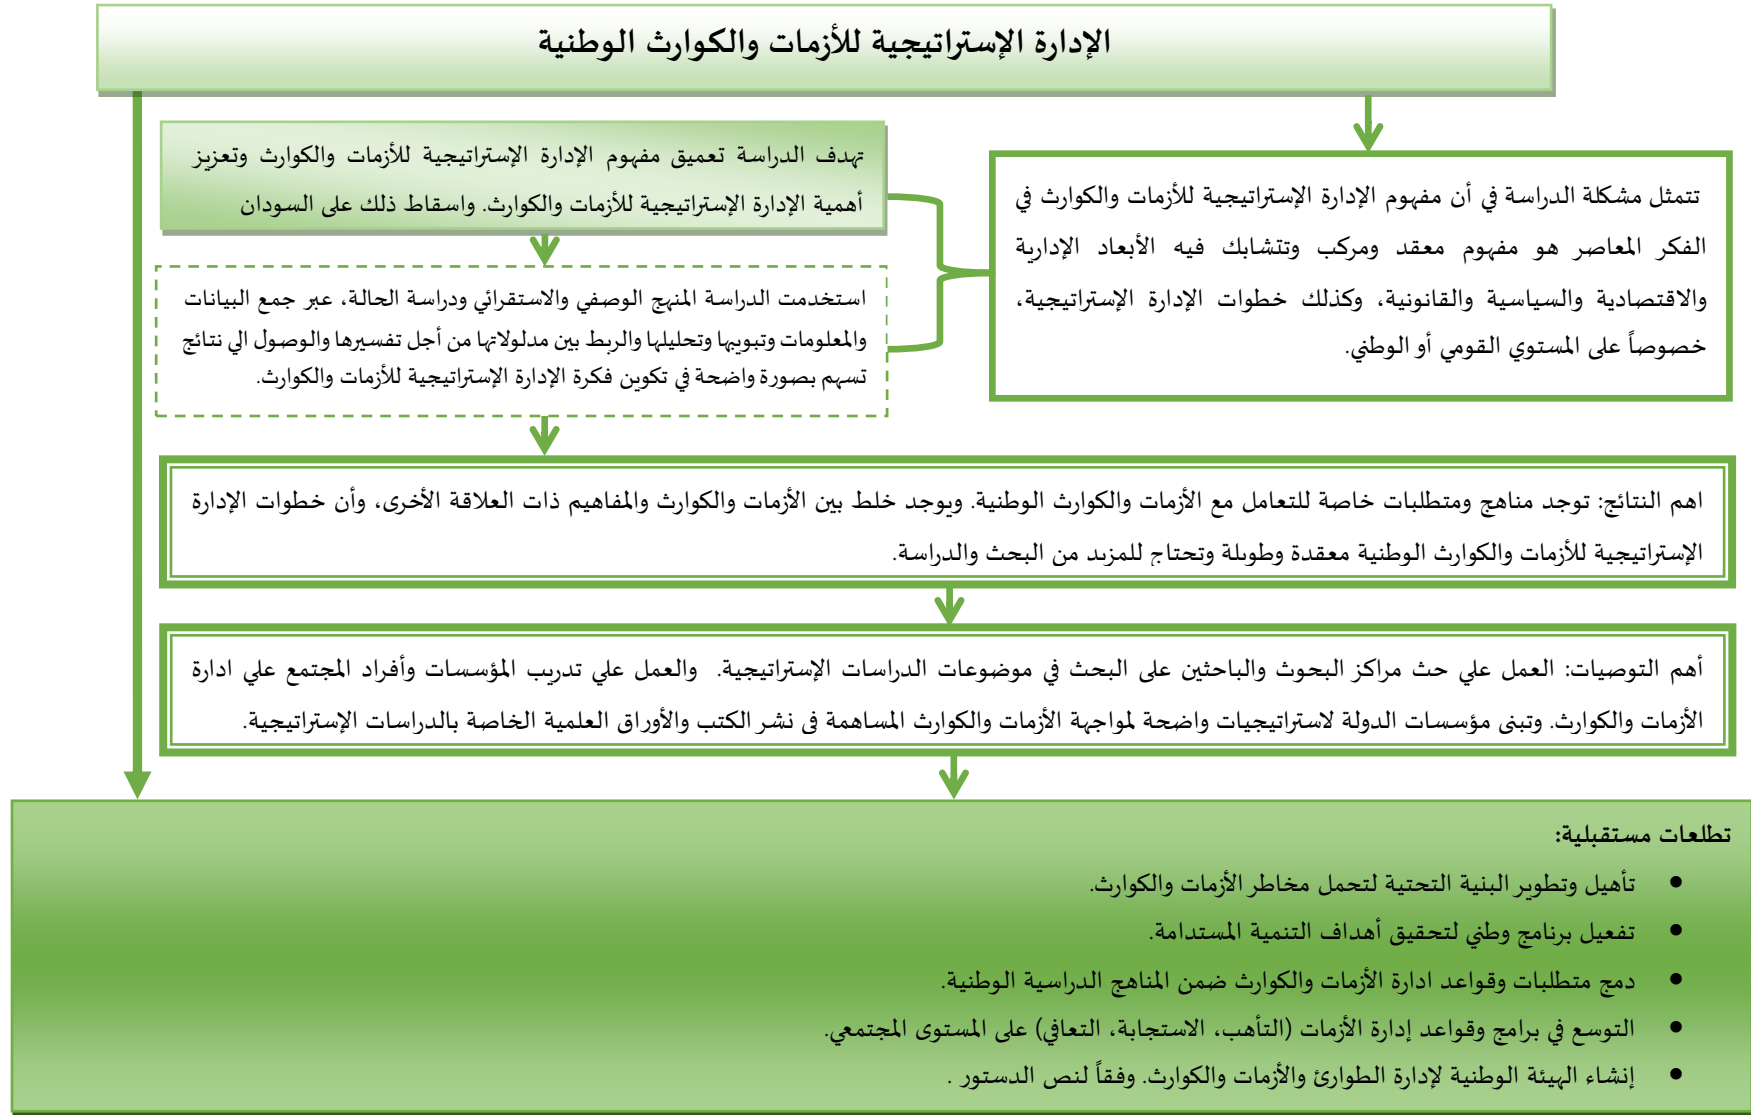 الإدارة الإستراتيجية للأزمات والكوارث الوطنية
تتمثل مشكلة الدراسة في أن مفهوم الإدارة الإستراتيجية للأزمات والكوارث في
الفكر المعاصر هو مفهوم معقد ومركب وتتشابك فيه الأبعاد الإدارية
والاقتصادية والسياسية والقانونية، وكذلك خطوات الإدارة الإستراتيجية،
خصوصاً على المستوي القومي أو الوطني.
تهدف الدراسة تعميق مفهوم الإدارة الإستراتيجية للأزمات والكوارث وتعزيز
أهمية الإدارة الإستراتيجية للأزمات والكوارث. واسقاط ذلك على السودان
استخدمت الدراسة المنهج الوصفي والاستقرائي ودراسة الحالة، عبر جمع البيانات
والمعلومات وتبويبها وتحليلها والربط بين مدلولاتها من أجل تفسيرها والوصول الي نتائج
تسهم بصورة واضحة في تكوين فكرة الإدارة الإستراتيجية للأزمات والكوارث.
اهم النتائج: توجد مناهج ومتطلبات خاصة للتعامل مع الأزمات والكوارث الوطنية. ويوجد خلط بين الأزمات والكوارث والمفاهيم ذات العلاقة الأخرى، وأن خطوات الإدارة
الإستراتيجية للأزمات والكوارث الوطنية معقدة وطويلة وتحتاج للمزيد من البحث والدراسة.
أهم التوصيات: العمل علي حث مراكز البحوث والباحثين على البحث في موضوعات الدراسات الإستراتيجية. والعمل علي تدريب المؤسسات وأفراد المجتمع علي ادارة
الأزمات والكوارث. وتبنى مؤسسات الدولة لاستراتيجيات واضحة لمواجهة الأزمات والكوارث المساهمة في نشر الكتب والأوراق العلمية الخاصة بالدراسات الإستراتيجية.
تطلعات مستقبلية:
● تأهيل وتطوير البنية التحتية لتحمل مخاطر الأزمات والكوارث.
● تفعيل برنامج وطني لتحقيق أهداف التنمية المستدامة.
● دمج متطلبات وقواعد ادارة الأزمات والكوارث ضمن المناهج الدراسية الوطنية.
● التوسع في برامج وقواعد إدارة الأزمات (التأهب، الاستجابة، التعافي) على المستوى المجتمعي.
● إنشاء الهيئة الوطنية لإدارة الطوارئ والأزمات والكوارث. وفقاً لنص الدستور .